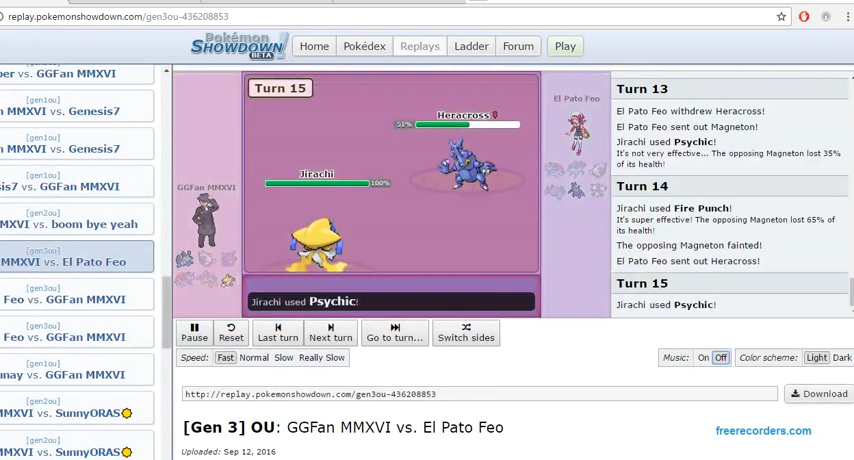 replay.pokemonshowdown.com/gen3ou-436208853
POKÉMON
SHOWDOWN!
BETA
Home
Pokédex
Replays
Ladder
Forum
Play
per vs. GGFan MMXVI
[gen1ou]
n MMXVI vs. Genesis7
[gen1ou]
n MMXVI vs. Genesis7
[gen1ou]
sis7 vs. GGFan MMXVI
[gen2ou]
MXVI vs. boom bye yeah
[gen3ou]
MMXVI vs. El Pato Feo
[gen3ou]
Feo vs. GGFan MMXVI
[gen3ou]
Feo vs. GGFan MMXVI
[gen1ou]
unay vs. GGFan MMXVI
[gen2ou]
MMXVI vs. SunnyORAS
[gen2ou]
MMXVI vs. SunnyORAS
GGFan MMXVI
Turn 15
Heracross
51%
Jirachi
100%
Jirachi used Psychic!
El Pato Feo
Turn 13
El Pato Feo withdrew Heracross!
El Pato Feo sent out Magneton!
Jirachi used Psychic!
It's not very effective... The opposing Magneton lost 35%
of its health!
Turn 14
Jirachi used Fire Punch!
It's super effective! The opposing Magneton lost 65% of
its health!
The opposing Magneton fainted!
El Pato Feo sent out Heracross!
Turn 15
Jirachi used Psychic!
Pause
Reset
Last turn
Next turn
Go to turn...
Switch sides
Speed: Fast Normal Slow Really Slow
Music: On Off
Color scheme: Light Dark
http://replay.pokemonshowdown.com/gen3ou-436208853
Download
[Gen 3] OU: GGFan MMXVI vs. El Pato Feo
Uploaded: Sep 12, 2016
freerecorders.com